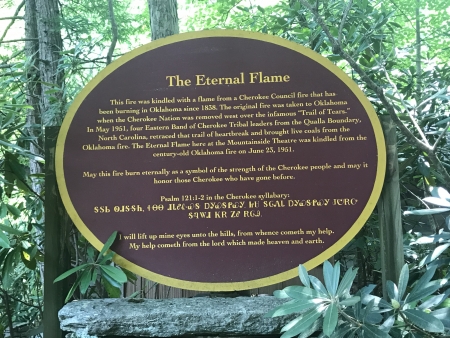 The Eternal Flame
This fire was kindled with a flame from a Cherokee Council fire that has
been burning in Oklahoma since 1838. The original fire was taken to Oklahoma
when the Cherokee Nation was removed west over the infamous "Trail of Tears."
In May 1951, four Eastern Band of Cherokee Tribal leaders from the Qualla Boundary,
North Carolina, retraced that trail of heartbreak and brought live coals from the
Oklahoma fire. The Eternal Flame here at the Mountainside Theatre was kindled from the
century-old Oklahoma fire on June 23, 1951.
May this fire burn eternally as a symbol of the strength of the Cherokee people and may it
honor those Cherokee who have gone before.
Psalm 121:1-2 in the Cherokee syllabary:
I will lift up mine eyes unto the hills, from whence cometh my help.
My help cometh from the lord which made heaven and earth.